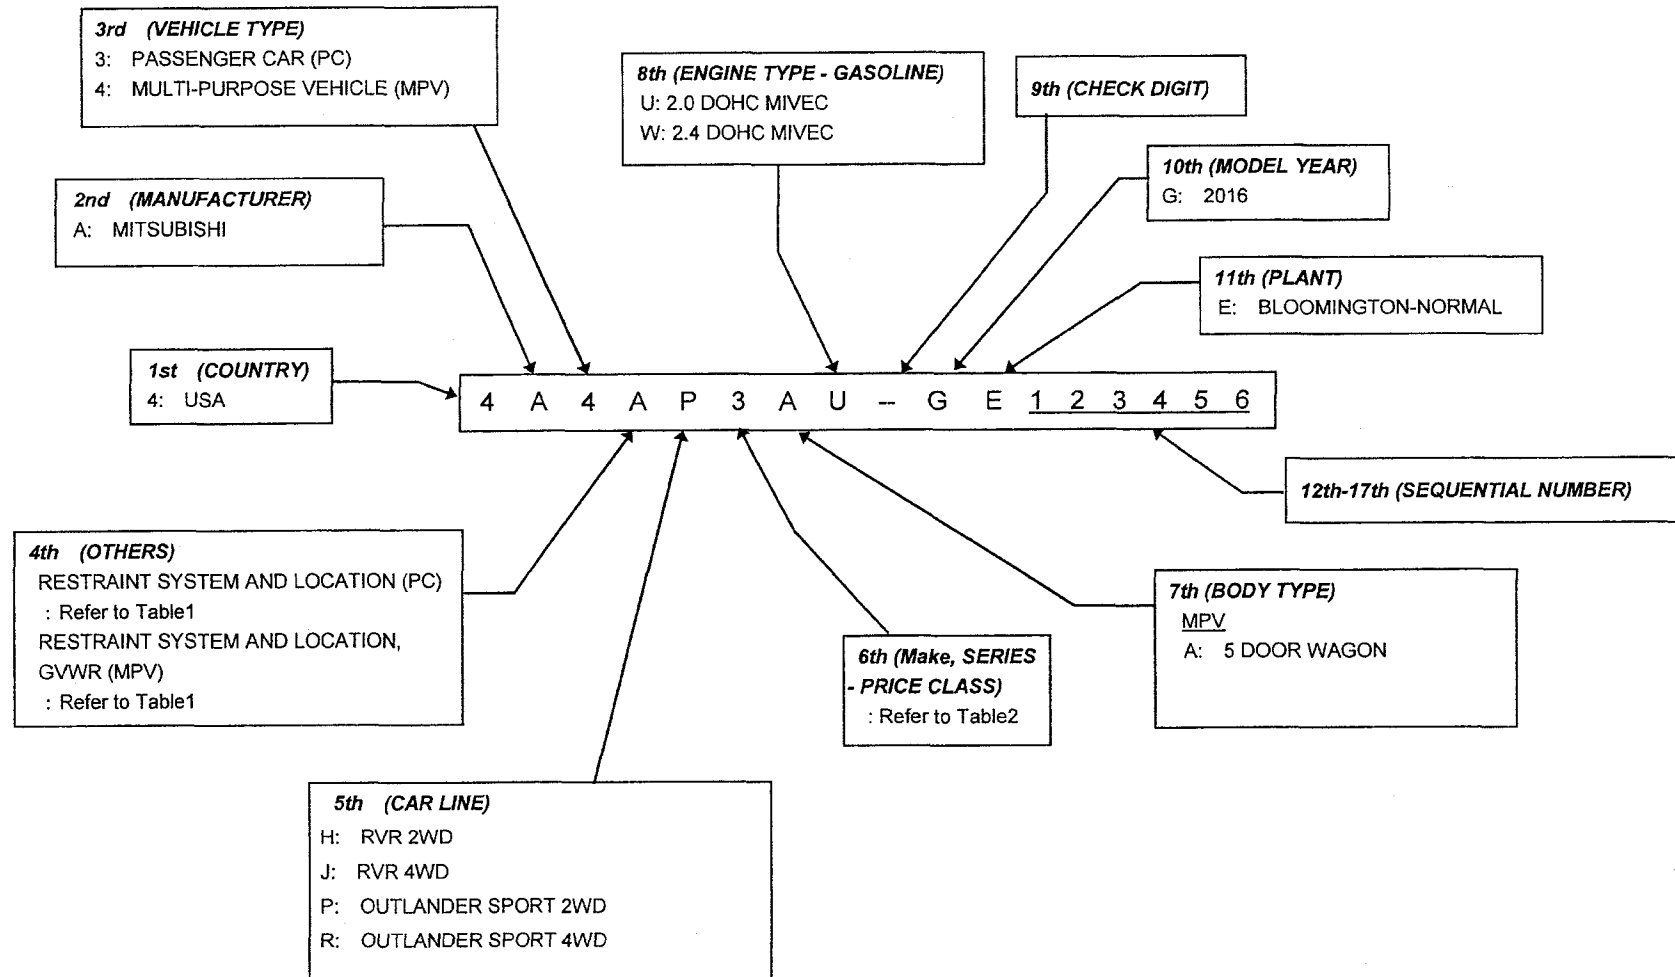 3rd (VEHICLE TYPE)
3: PASSENGER CAR (PC)
4: MULTI-PURPOSE VEHICLE (MPV)
8th (ENGINE TYPE - GASOLINE)
U: 2.0 DOHC MIVEC
W: 2.4 DOHC MIVEC
9th (CHECK DIGIT)
10th (MODEL YEAR)
G: 2016
2nd (MANUFACTURER)
A: MITSUBISHI
11th (PLANT)
E: BLOOMINGTON-NORMAL
1st (COUNTRY)
4: USA
4 A 4 A P 3 A U -- G E 1 2 3 4 5 6
12th-17th (SEQUENTIAL NUMBER)
4th (OTHERS)
RESTRAINT SYSTEM AND LOCATION (PC)
: Refer to Table1
RESTRAINT SYSTEM AND LOCATION,
GVWR (MPV)
: Refer to Table1
7th (BODY TYPE)
MPV
A: 5 DOOR WAGON
6th (Make, SERIES
- PRICE CLASS)
: Refer to Table2
5th (CAR LINE)
H: RVR 2WD
J: RVR 4WD
P: OUTLANDER SPORT 2WD
R: OUTLANDER SPORT 4WD